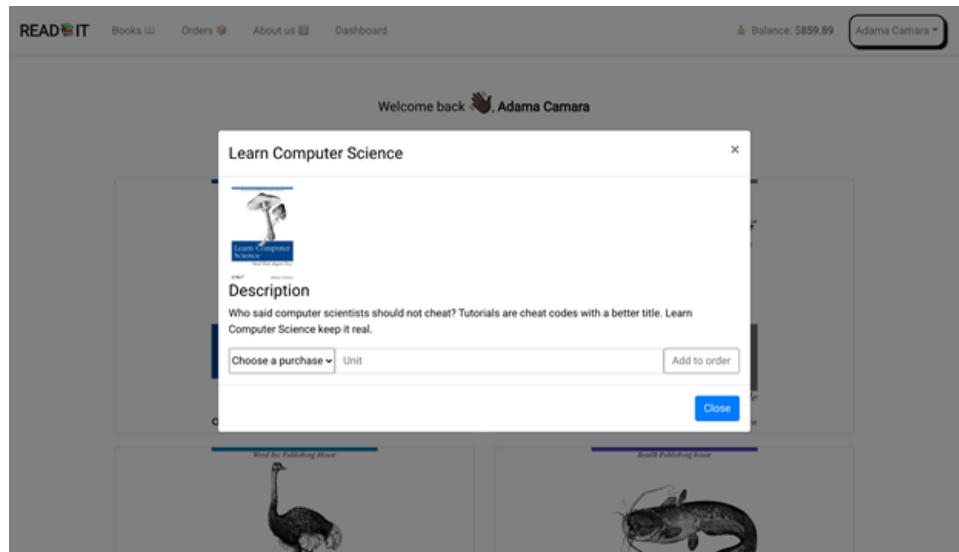 READ IT
Books
Orders
About us
Dashboard
Balance: $859.89
Adama Camara
Welcome back
, Adama Camara
Learn Computer Science
×
Learn Computer
Science
Description
Who said computer scientists should not cheat? Tutorials are cheat codes with a better title. Learn
Computer Science keep it real.
Choose a purchase
Unit
Add to order
Close
Word Inc Publishing House
ReadIt Publishing house